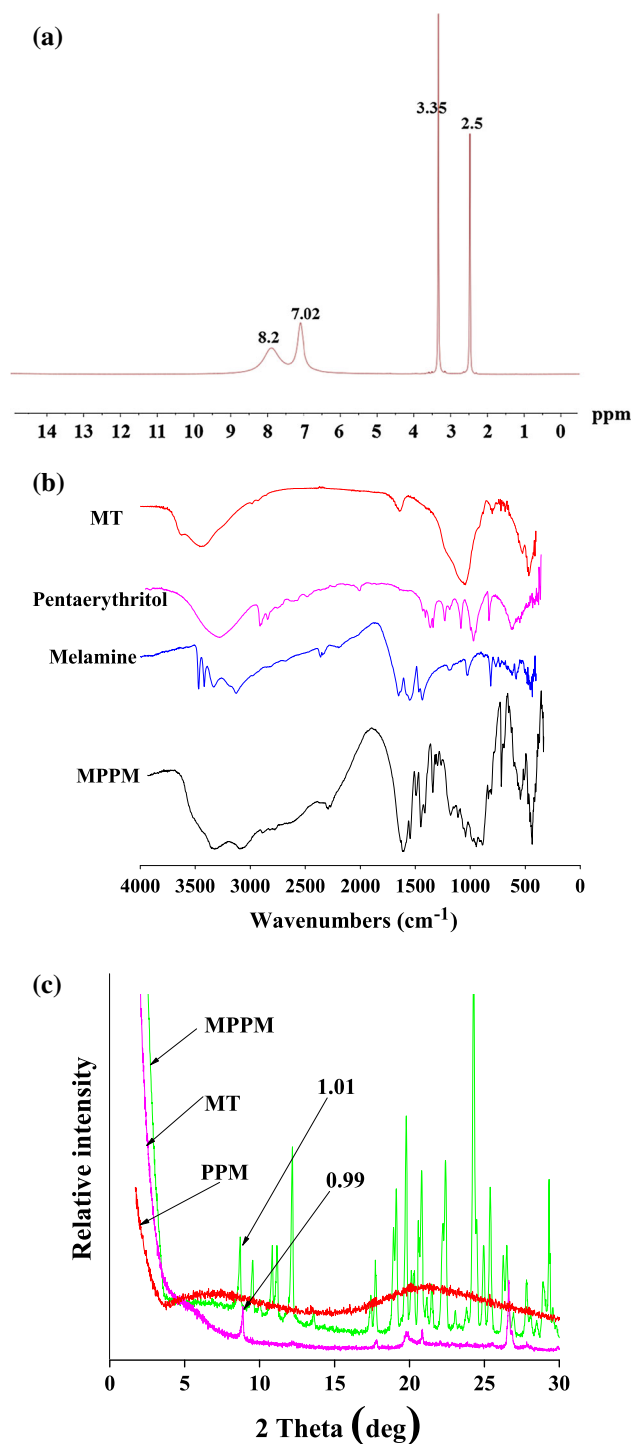 (a)
3.35
2.5
7.02
8.2
14 13 12 11 10 9 8 7 6 5 4 3 2 1 0 ppm
(b)
MT
Pentaerythritol
Melamine
MPPM
4000 3500 3000 2500 2000 1500 1000 500 0
Wavenumbers (cm⁻¹)
(c)
MPPM
1.01
MT
0.99
PPM
Relative intensity
0 5 10 15 20 25 30
2 Theta (deg)